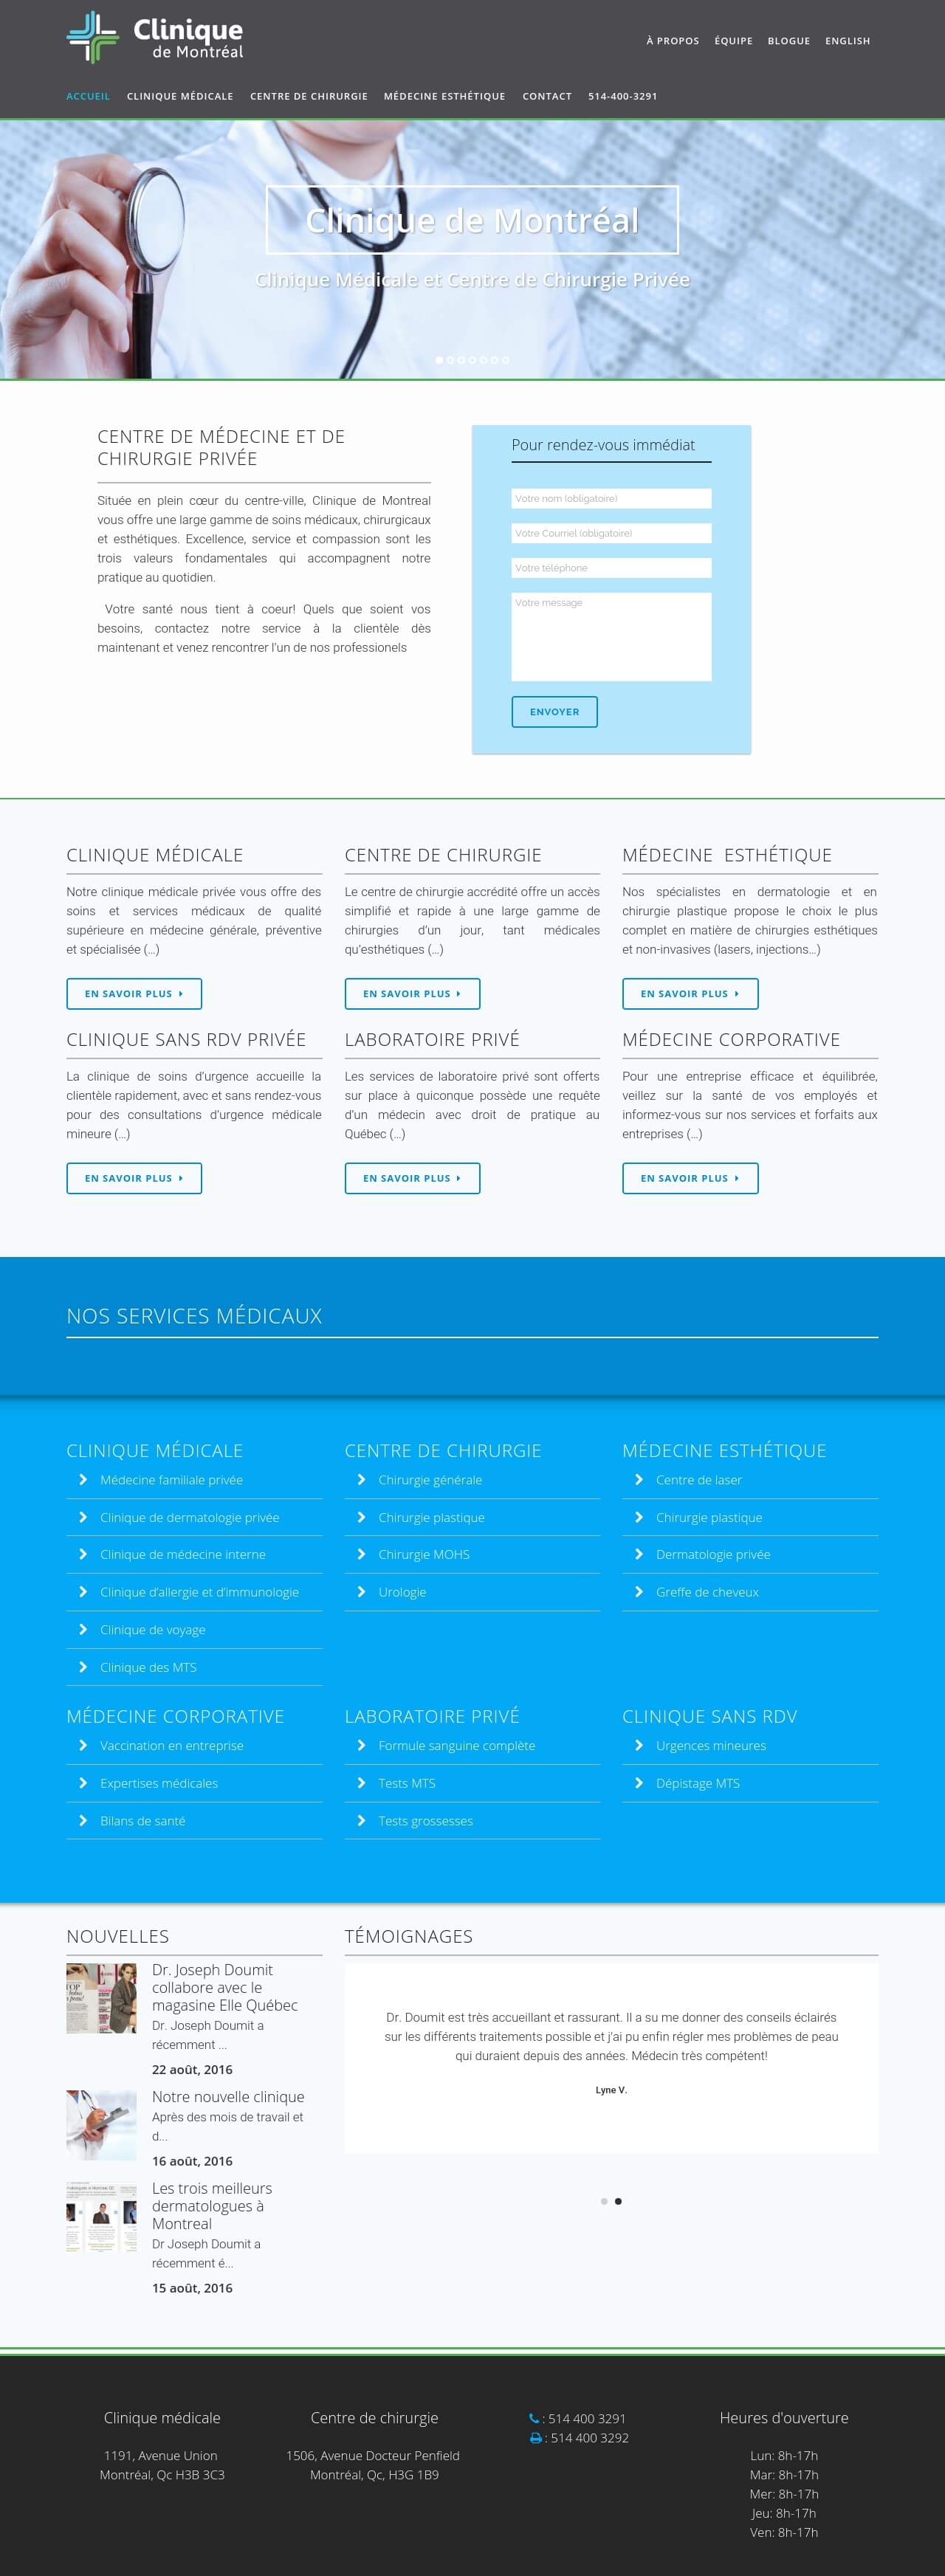 Clinique
de Montréal
À PROPOS ÉQUIPE BLOGUE ENGLISH
ACCUEIL CLINIQUE MÉDICALE CENTRE DE CHIRURGIE MÉDECINE ESTHÉTIQUE CONTACT 514-400-3291
Clinique de Montréal
Clinique Médicale et Centre de Chirurgie Privée
CENTRE DE MÉDECINE ET DE
CHIRURGIE PRIVÉE
Située en plein cœur du centre-ville, Clinique de Montreal
vous offre une large gamme de soins médicaux, chirurgicaux
et esthétiques. Excellence, service et compassion sont les
trois valeurs fondamentales qui accompagnent notre
pratique au quotidien.
Votre santé nous tient à coeur! Quels que soient vos
besoins, contactez notre service à la clientèle dès
maintenant et venez rencontrer l'un de nos professionels
Pour rendez-vous immédiat
Votre nom (obligatoire)
Votre Courriel (obligatoire)
Votre téléphone
Votre message
ENVOYER
CLINIQUE MÉDICALE
Notre clinique médicale privée vous offre des
soins et services médicaux de qualité
supérieure en médecine générale, préventive
et spécialisée (…)
EN SAVOIR PLUS
CENTRE DE CHIRURGIE
Le centre de chirurgie accrédité offre un accès
simplifié et rapide à une large gamme de
chirurgies d'un jour, tant médicales
qu'esthétiques (…)
EN SAVOIR PLUS
MÉDECINE ESTHÉTIQUE
Nos spécialistes en dermatologie et en
chirurgie plastique propose le choix le plus
complet en matière de chirurgies esthétiques
et non-invasives (lasers, injections…)
EN SAVOIR PLUS
CLINIQUE SANS RDV PRIVÉE
La clinique de soins d'urgence accueille la
clientèle rapidement, avec et sans rendez-vous
pour des consultations d'urgence médicale
mineure (…)
EN SAVOIR PLUS
LABORATOIRE PRIVÉ
Les services de laboratoire privé sont offerts
sur place à quiconque possède une requête
d'un médecin avec droit de pratique au
Québec (…)
EN SAVOIR PLUS
MÉDECINE CORPORATIVE
Pour une entreprise efficace et équilibrée,
veillez sur la santé de vos employés et
informez-vous sur nos services et forfaits aux
entreprises (…)
EN SAVOIR PLUS
NOS SERVICES MÉDICAUX
CLINIQUE MÉDICALE
Médecine familiale privée
Clinique de dermatologie privée
Clinique de médecine interne
Clinique d'allergie et d'immunologie
Clinique de voyage
Clinique des MTS
CENTRE DE CHIRURGIE
Chirurgie générale
Chirurgie plastique
Chirurgie MOHS
Urologie
MÉDECINE ESTHÉTIQUE
Centre de laser
Chirurgie plastique
Dermatologie privée
Greffe de cheveux
MÉDECINE CORPORATIVE
Vaccination en entreprise
Expertises médicales
Bilans de santé
LABORATOIRE PRIVÉ
Formule sanguine complète
Tests MTS
Tests grossesses
CLINIQUE SANS RDV
Urgences mineures
Dépistage MTS
NOUVELLES
Dr. Joseph Doumit
collabore avec le
magasine Elle Québec
Dr. Joseph Doumit a
récemment ...
22 août, 2016
Notre nouvelle clinique
Après des mois de travail et
d...
16 août, 2016
Les trois meilleurs
dermatologues à
Montreal
Dr Joseph Doumit a
récemment é...
15 août, 2016
TÉMOIGNAGES
Dr. Doumit est très accueillant et rassurant. Il a su me donner des conseils éclairés
sur les différents traitements possible et j'ai pu enfin régler mes problèmes de peau
qui duraient depuis des années. Médecin très compétent!
Lyne V.
Clinique médicale
1191, Avenue Union
Montréal, Qc H3B 3C3
Centre de chirurgie
1506, Avenue Docteur Penfield
Montréal, Qc, H3G 1B9
: 514 400 3291
: 514 400 3292
Heures d'ouverture
Lun: 8h-17h
Mar: 8h-17h
Mer: 8h-17h
Jeu: 8h-17h
Ven: 8h-17h